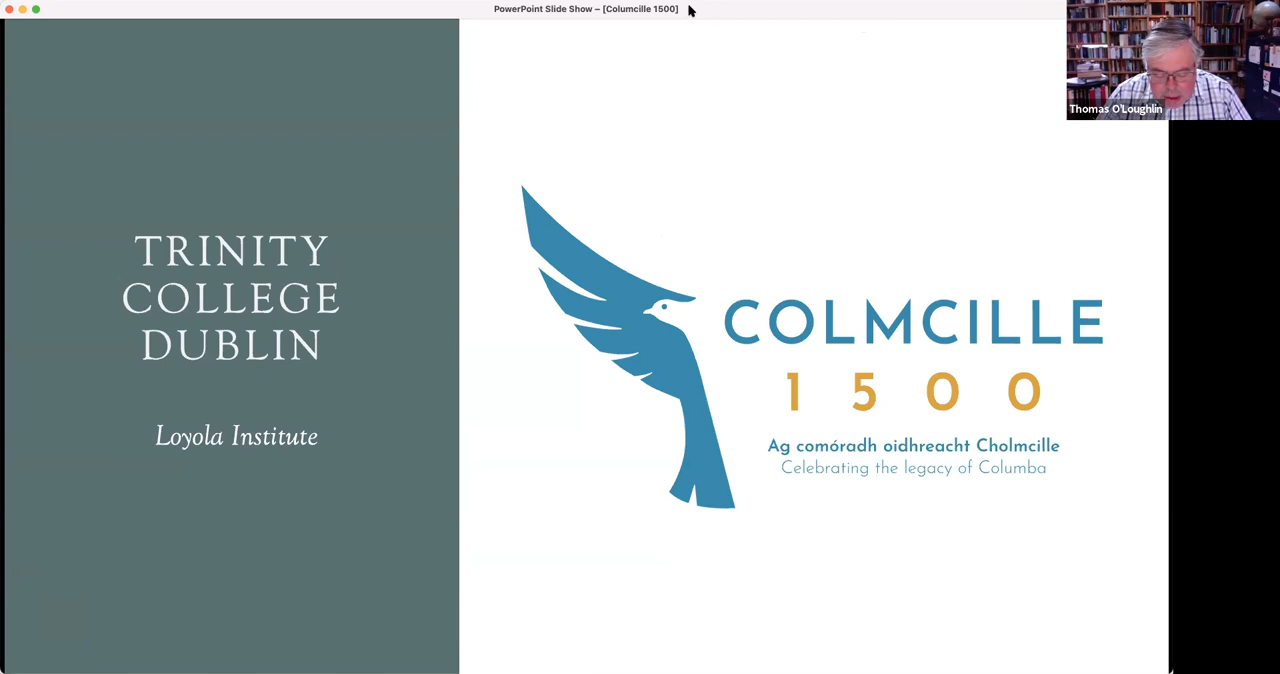 PowerPoint Slide Show – [Columcille 1500]
Thomas O'Loughlin
TRINITY
COLLEGE
DUBLIN
Loyola Institute
COLMCILLE
1 5 0 0
Ag comóradh oidhreacht Cholmcille
Celebrating the legacy of Columba